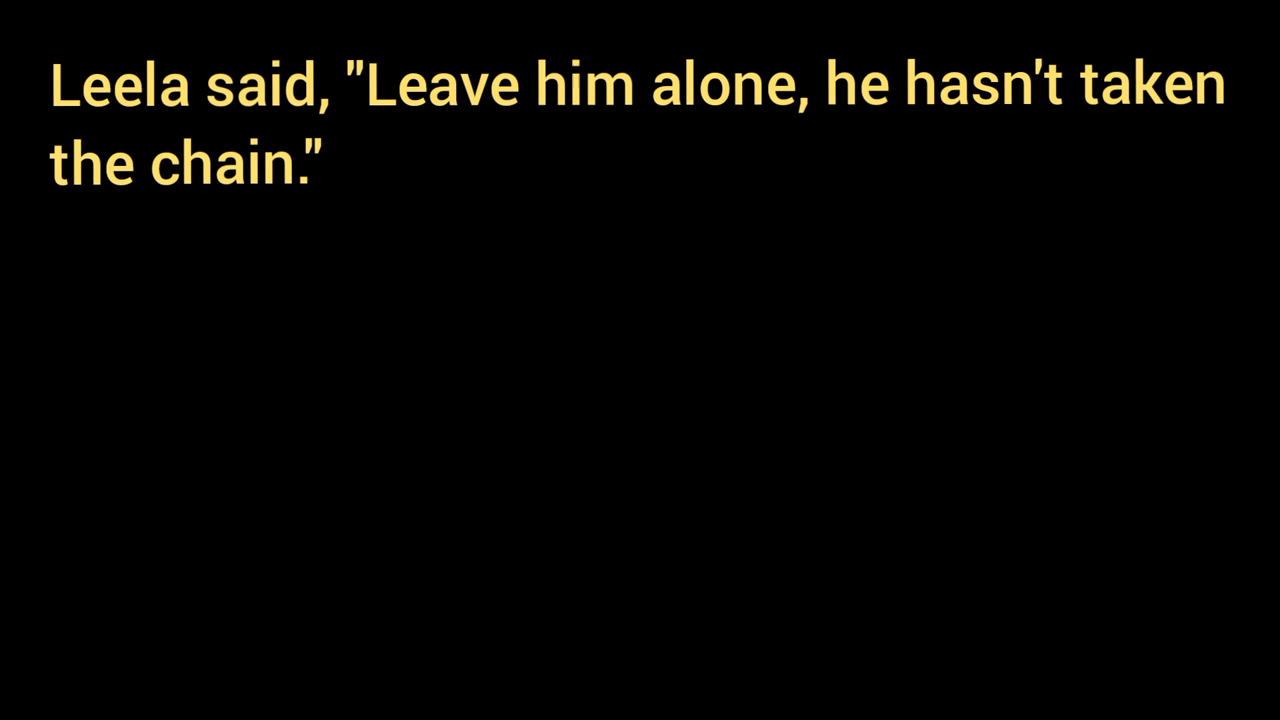 Leela said, "Leave him alone, he hasn't taken
the chain."